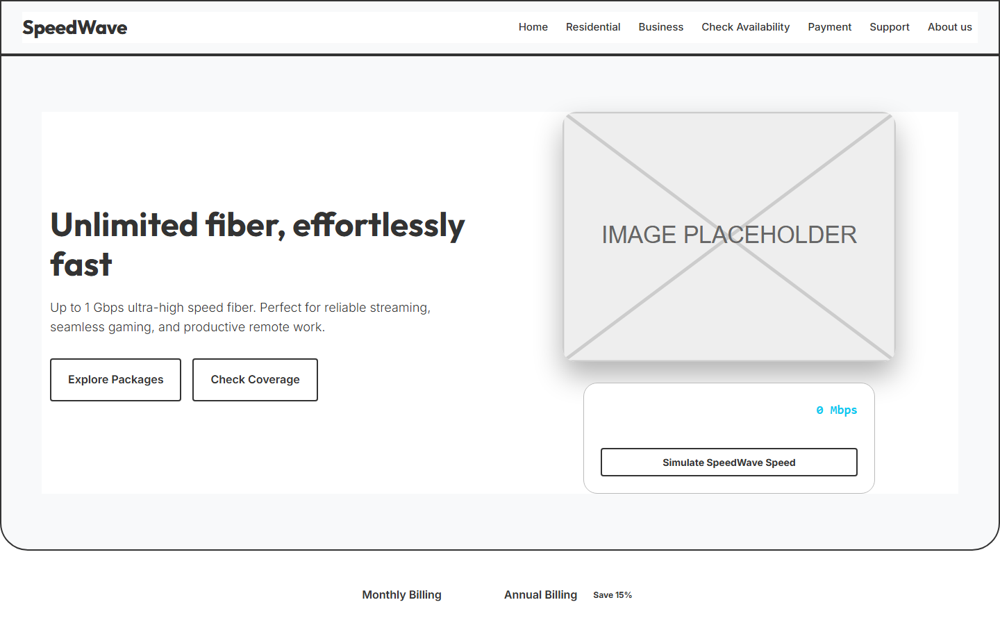 SpeedWave
Home Residential Business Check Availability Payment Support About us
Unlimited fiber, effortlessly
fast
Up to 1 Gbps ultra-high speed fiber. Perfect for reliable streaming,
seamless gaming, and productive remote work.
Explore Packages Check Coverage
IMAGE PLACEHOLDER
0 Mbps
Simulate SpeedWave Speed
Monthly Billing Annual Billing Save 15%